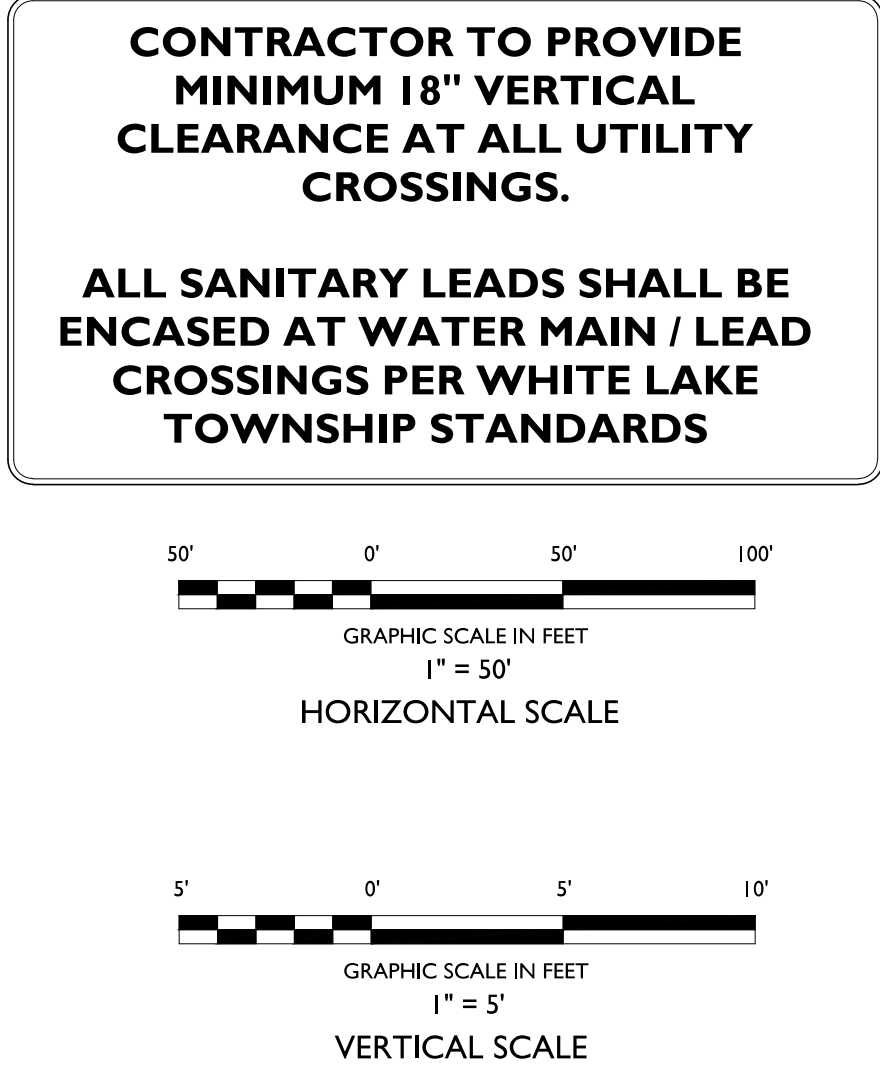 CONTRACTOR TO PROVIDE
MINIMUM 18" VERTICAL
CLEARANCE AT ALL UTILITY
CROSSINGS.
ALL SANITARY LEADS SHALL BE
ENCASED AT WATER MAIN / LEAD
CROSSINGS PER WHITE LAKE
TOWNSHIP STANDARDS
50' 0' 50' 100'
GRAPHIC SCALE IN FEET
1" = 50'
HORIZONTAL SCALE
5' 0' 5' 10'
GRAPHIC SCALE IN FEET
1" = 5'
VERTICAL SCALE